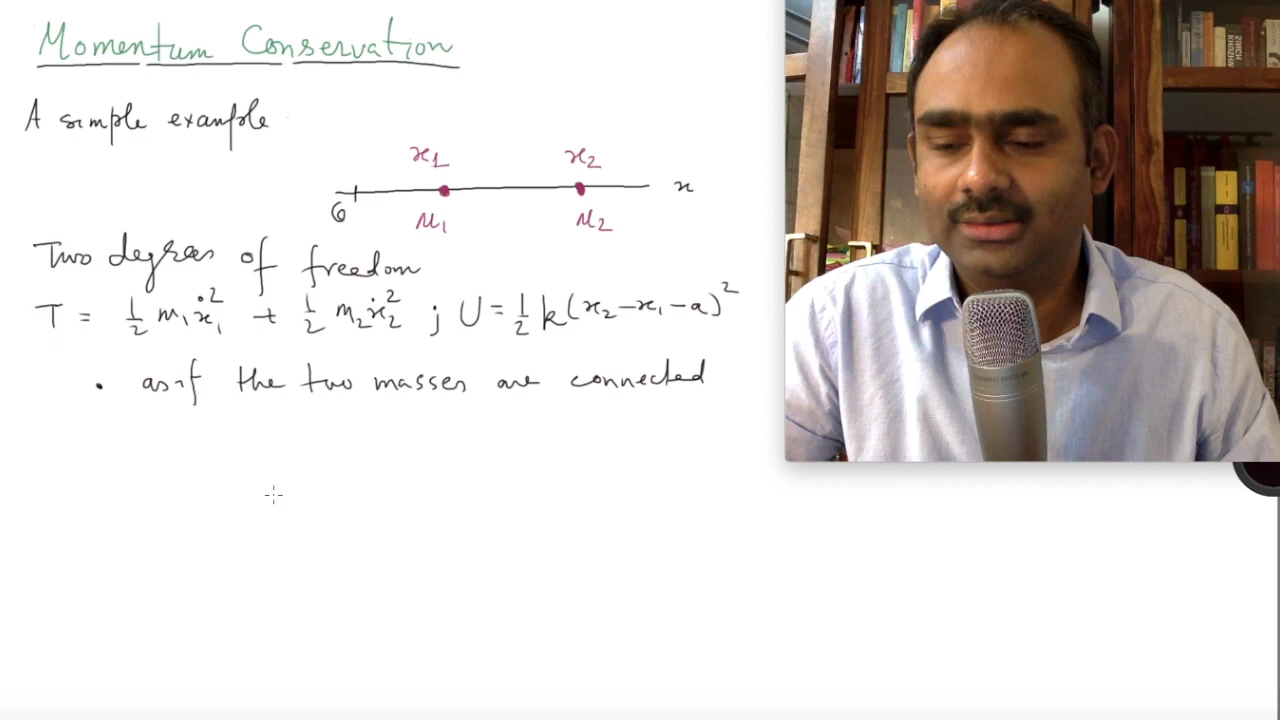 Momentum Conservation
A simple example
x1 x2
x
O
M1 M2
Two degrees of freedom
T = 1/2 m₁ẋ₁² + 1/2 m₂ẋ₂² ; U = 1/2 k(x₂-x₁-a)²
• as if the two masses are connected
SINGH